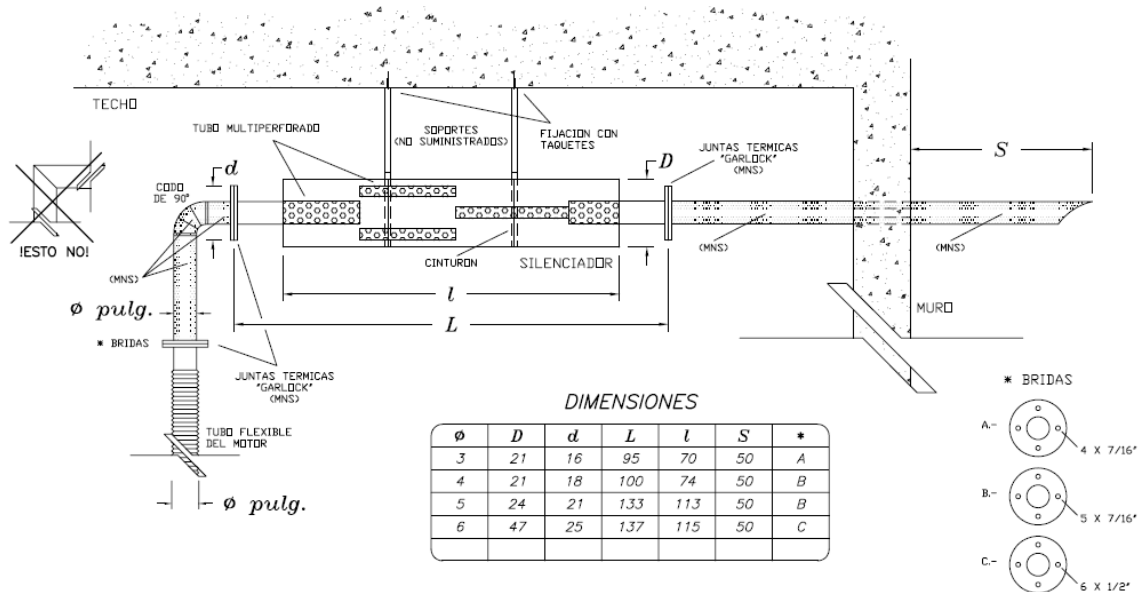 TECHO
TUBO MULTIPERFORADO
SOPORTES
(NO SUMINISTRADOS)
FIJACION CON
TAQUETES
JUNTAS TERMICAS
"GARLOCK"
(MNS)
S
D
d
CODO
DE 90°
!ESTO NO!
(MNS)
(MNS)
(MNS)
CINTURON
SILENCIADOR
l
L
MURO
ø pulg.
* BRIDAS
JUNTAS TERMICAS
"GARLOCK"
(MNS)
TUBO FLEXIBLE
DEL MOTOR
ø pulg.
DIMENSIONES
ø D d L l S *
3 21 16 95 70 50 A
4 21 18 100 74 50 B
5 24 21 133 113 50 B
6 47 25 137 115 50 C
* BRIDAS
A.-
4 X 7/16"
B.-
5 X 7/16"
C.-
6 X 1/2"